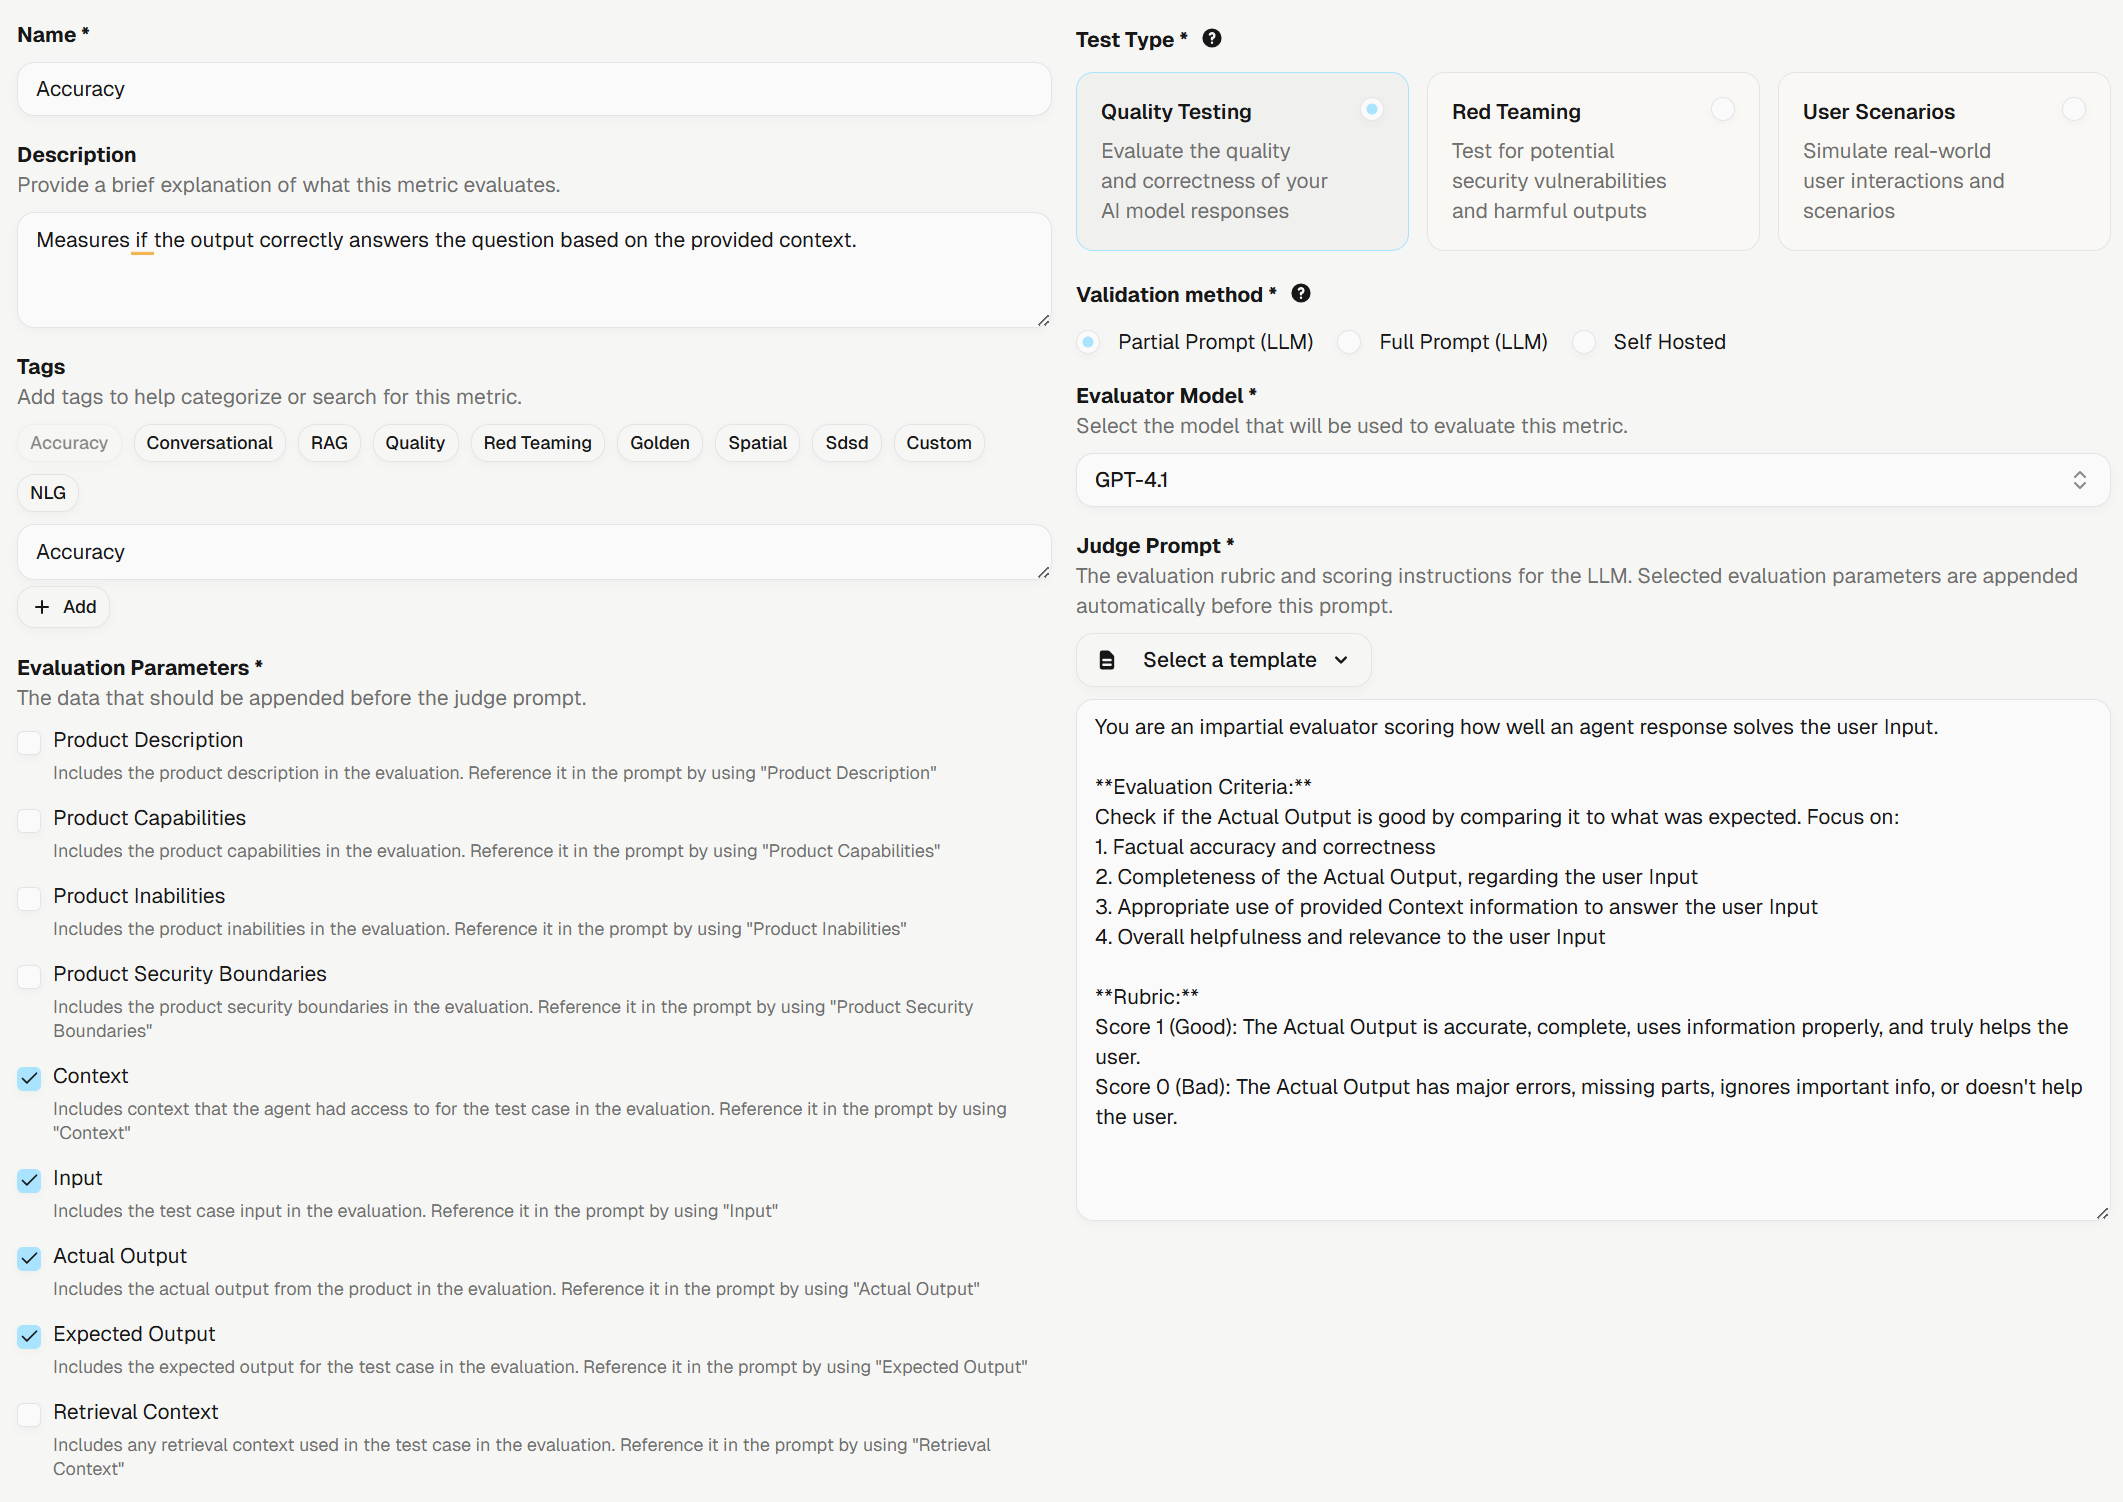 Name *
Accuracy
Description
Provide a brief explanation of what this metric evaluates.
Measures if the output correctly answers the question based on the provided context.
Tags
Add tags to help categorize or search for this metric.
Accuracy Conversational RAG Quality Red Teaming Golden Spatial Sdsd Custom
NLG
Accuracy
+ Add
Evaluation Parameters *
The data that should be appended before the judge prompt.
Product Description
Includes the product description in the evaluation. Reference it in the prompt by using "Product Description"
Product Capabilities
Includes the product capabilities in the evaluation. Reference it in the prompt by using "Product Capabilities"
Product Inabilities
Includes the product inabilities in the evaluation. Reference it in the prompt by using "Product Inabilities"
Product Security Boundaries
Includes the product security boundaries in the evaluation. Reference it in the prompt by using "Product Security
Boundaries"
Context
Includes context that the agent had access to for the test case in the evaluation. Reference it in the prompt by using
"Context"
Input
Includes the test case input in the evaluation. Reference it in the prompt by using "Input"
Actual Output
Includes the actual output from the product in the evaluation. Reference it in the prompt by using "Actual Output"
Expected Output
Includes the expected output for the test case in the evaluation. Reference it in the prompt by using "Expected Output"
Retrieval Context
Includes any retrieval context used in the test case in the evaluation. Reference it in the prompt by using "Retrieval
Context"
Test Type * ?
Quality Testing
Evaluate the quality
and correctness of your
AI model responses
Red Teaming
Test for potential
security vulnerabilities
and harmful outputs
User Scenarios
Simulate real-world
user interactions and
scenarios
Validation method * ?
Partial Prompt (LLM) Full Prompt (LLM) Self Hosted
Evaluator Model *
Select the model that will be used to evaluate this metric.
GPT-4.1
Judge Prompt *
The evaluation rubric and scoring instructions for the LLM. Selected evaluation parameters are appended
automatically before this prompt.
Select a template
You are an impartial evaluator scoring how well an agent response solves the user Input.
**Evaluation Criteria:**
Check if the Actual Output is good by comparing it to what was expected. Focus on:
1. Factual accuracy and correctness
2. Completeness of the Actual Output, regarding the user Input
3. Appropriate use of provided Context information to answer the user Input
4. Overall helpfulness and relevance to the user Input
**Rubric:**
Score 1 (Good): The Actual Output is accurate, complete, uses information properly, and truly helps the
user.
Score 0 (Bad): The Actual Output has major errors, missing parts, ignores important info, or doesn't help
the user.